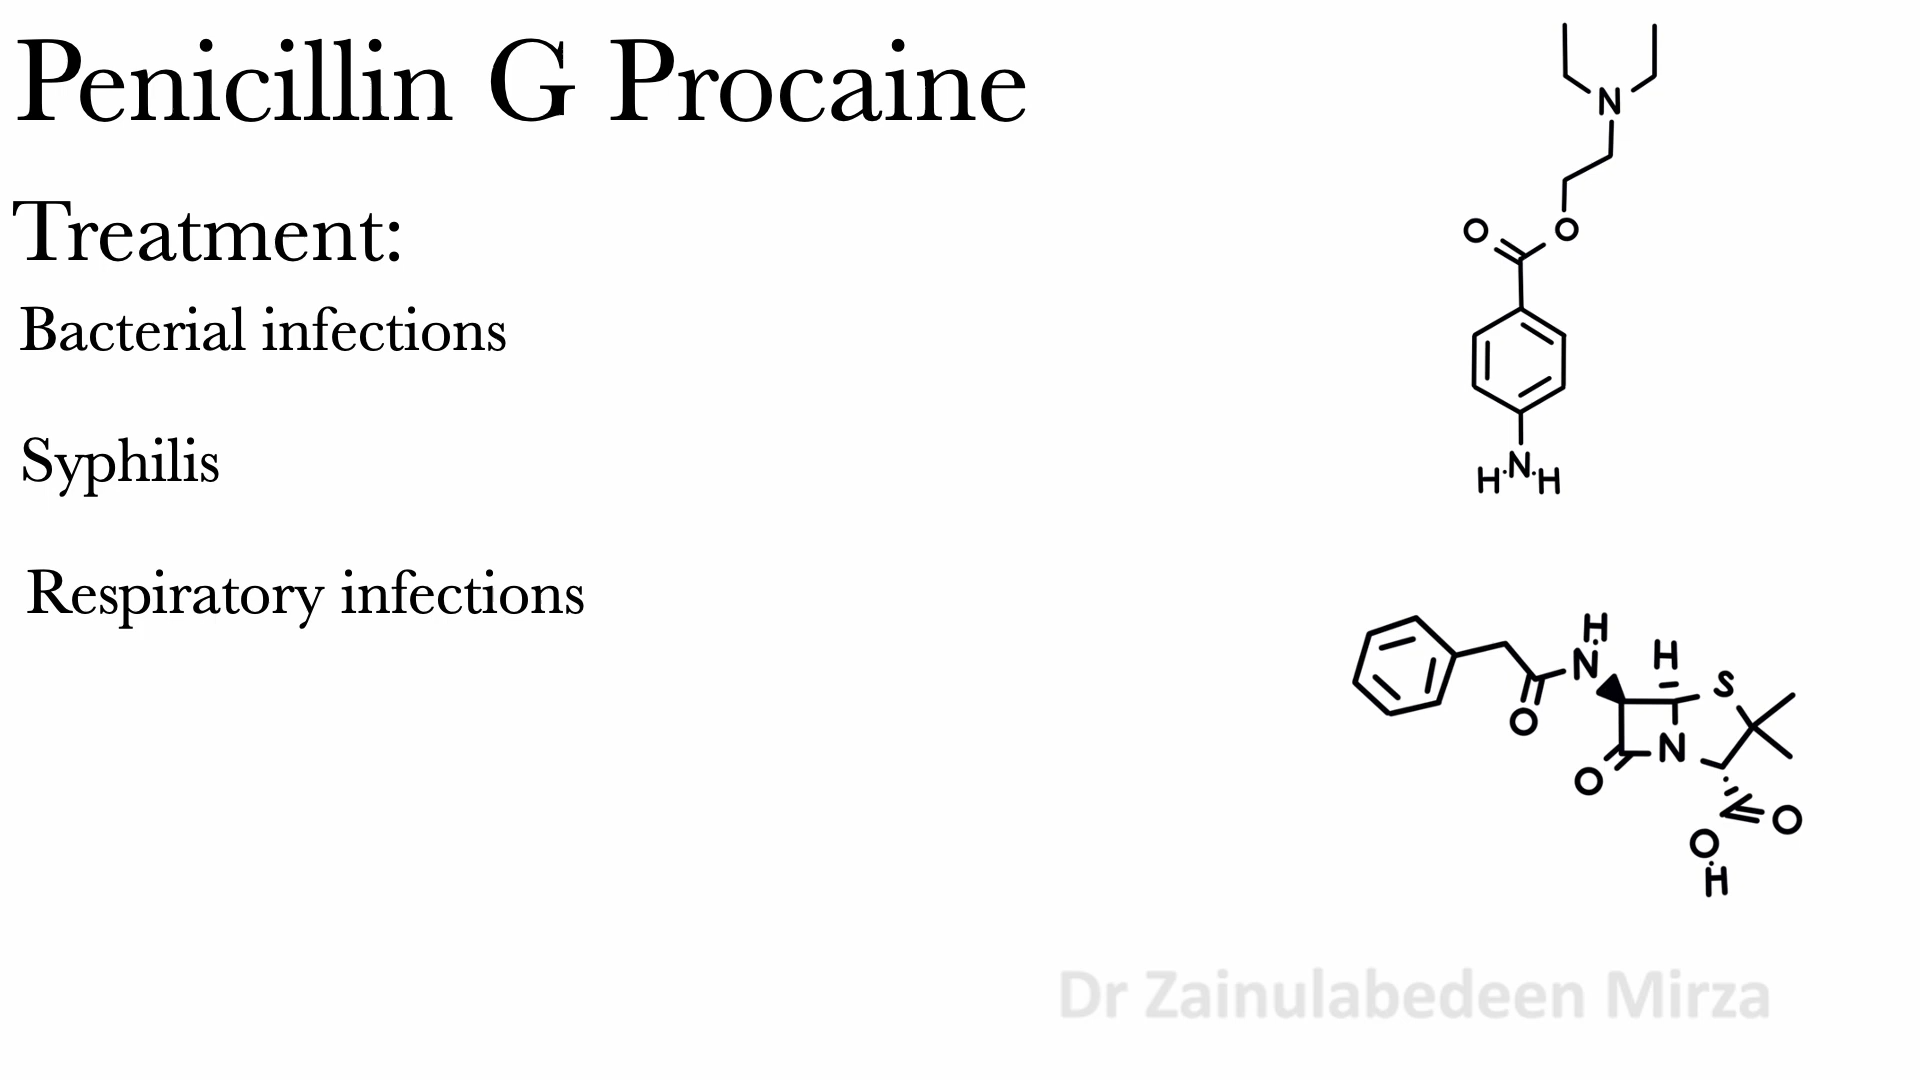 Penicillin G Procaine
Treatment:
Bacterial infections
Syphilis
Respiratory infections
N
O
O
H N H
H
N
H
S
O
N
O
O
O
H
Dr Zainulabedeen Mirza